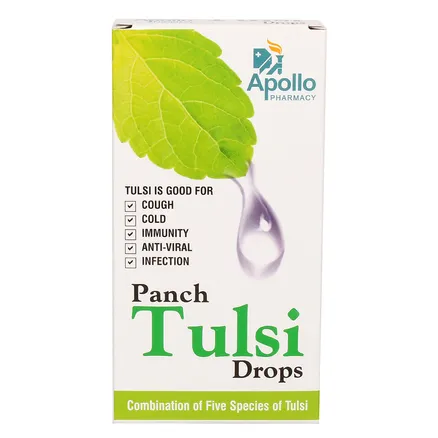 Apollo
PHARMACY
TULSI IS GOOD FOR
COUGH
COLD
IMMUNITY
ANTI-VIRAL
INFECTION
Panch
Tulsi
Drops
Combination of Five Species of Tulsi